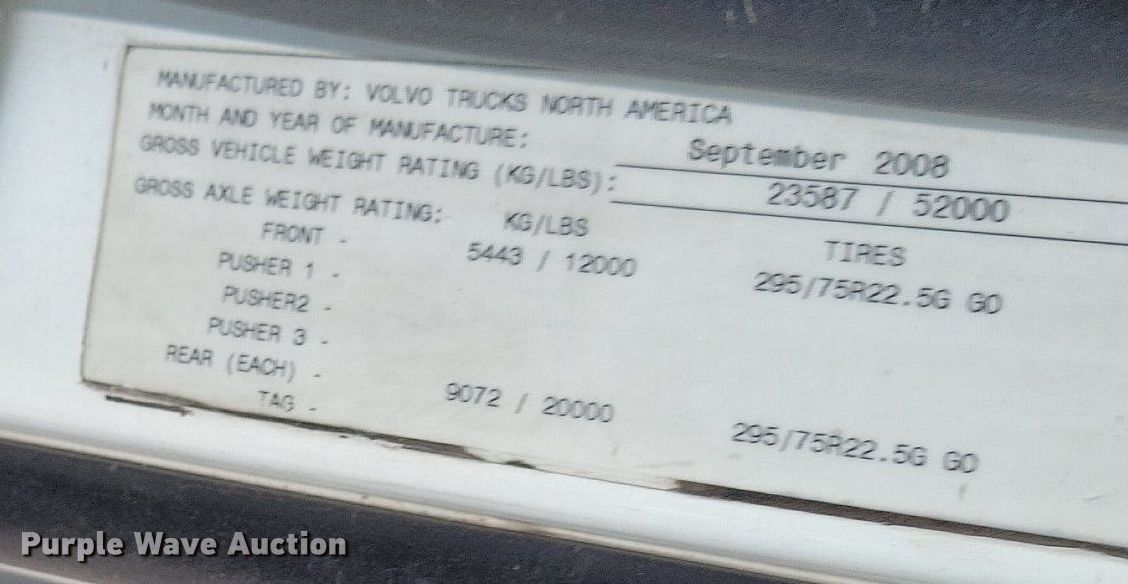 MANUFACTURED BY: VOLVO TRUCKS NORTH AMERICA
MONTH AND YEAR OF MANUFACTURE: September 2008
GROSS VEHICLE WEIGHT RATING (KG/LBS): 23587 / 52000
GROSS AXLE WEIGHT RATING: KG/LBS TIRES
FRONT - 5443 / 12000 295/75R22.5G GO
PUSHER 1 -
PUSHER2 -
PUSHER 3 -
REAR (EACH) - 9072 / 20000 295/75R22.5G GO
TAG -
Purple Wave Auction